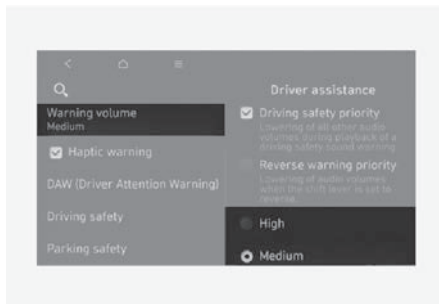 Warning volume
Medium
Haptic warning
DAW (Driver Attention Warning)
Driving safety
Parking safety
Driver assistance
Driving safety priority
Lowering of all other audio
volumes during playback of a
driving safety sound warning
Reverse warning priority
Lowering of audio volumes
when the shift lever is set to
reverse.
High
Medium